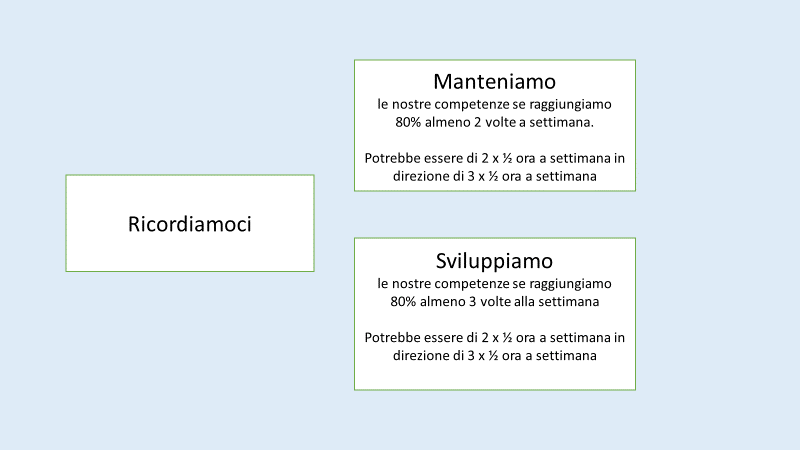 Ricordiamoci
Manteniamo
le nostre competenze se raggiungiamo
80% almeno 2 volte a settimana.
Potrebbe essere di 2 x ½ ora a settimana in
direzione di 3 x ½ ora a settimana
Sviluppiamo
le nostre competenze se raggiungiamo
80% almeno 3 volte alla settimana
Potrebbe essere di 2 x ½ ora a settimana in
direzione di 3 x ½ ora a settimana